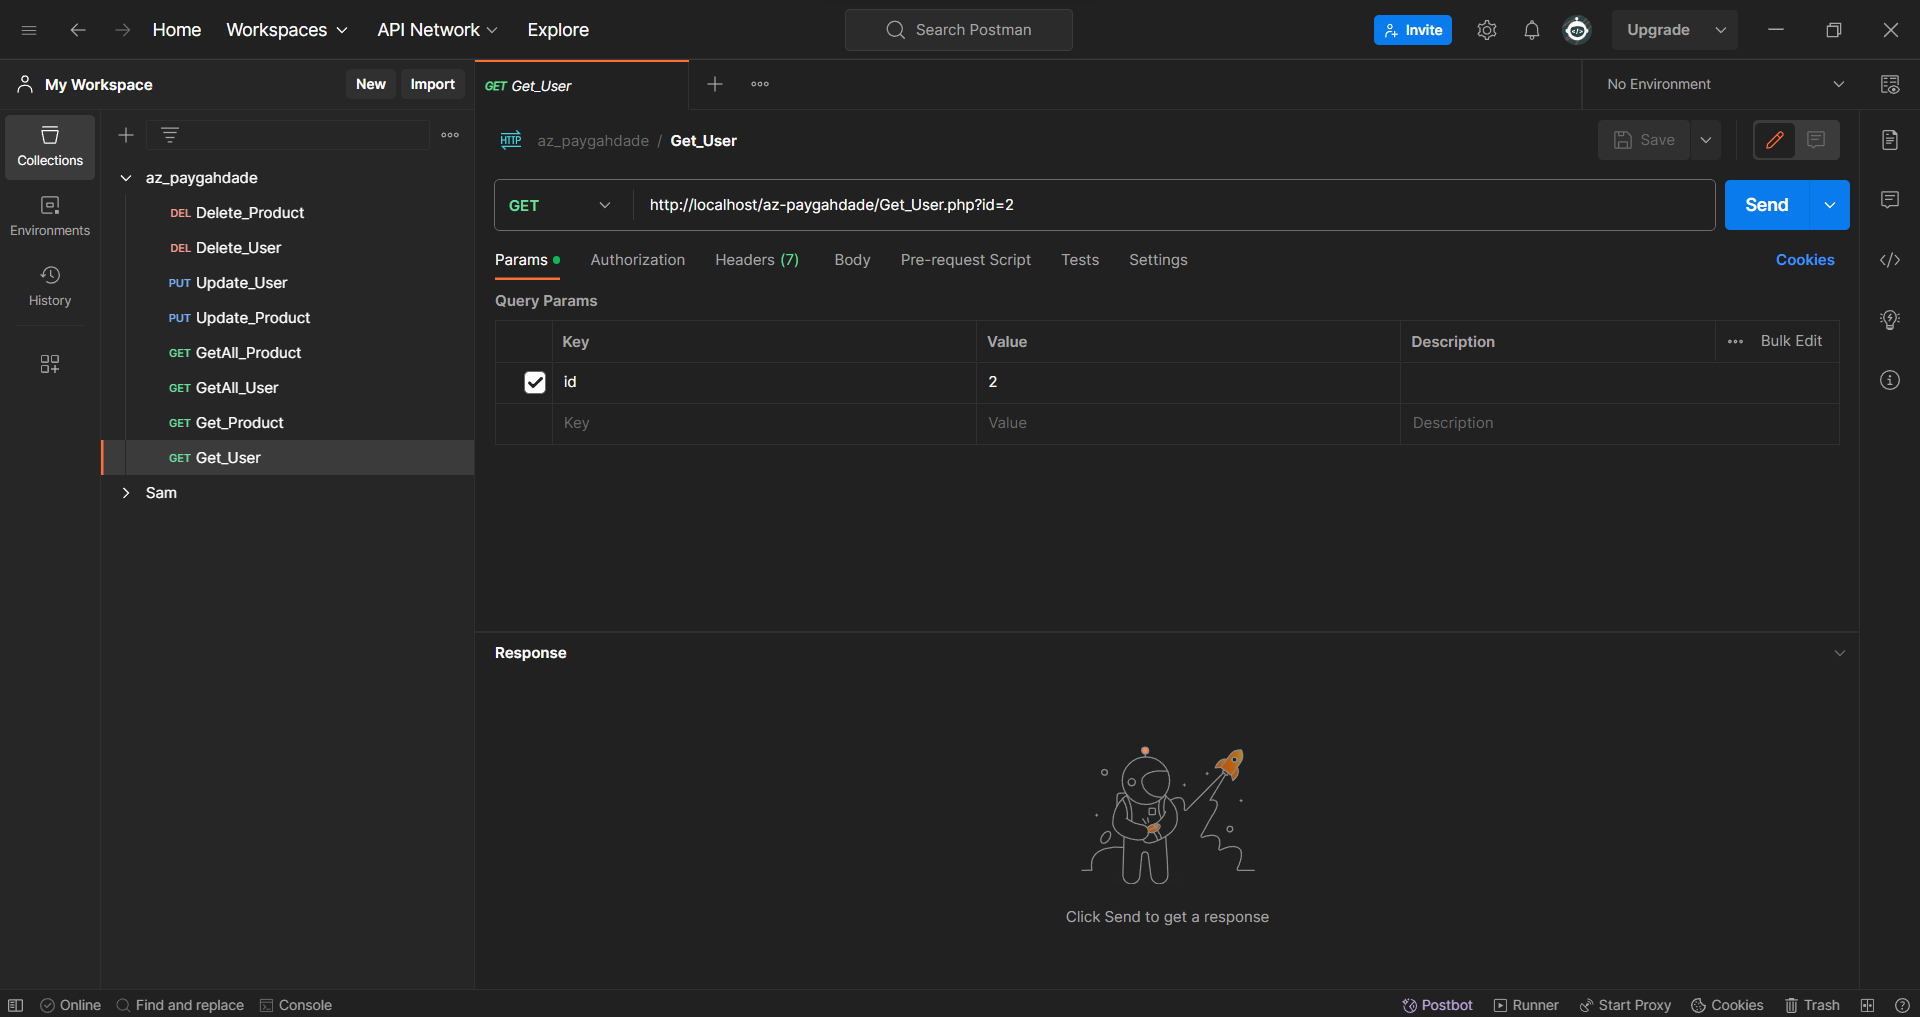 Home Workspaces API Network Explore Search Postman Invite Upgrade
My Workspace New Import GET Get_User No Environment
Collections
Environments
History
az_paygahdade
DEL Delete_Product
DEL Delete_User
PUT Update_User
PUT Update_Product
GET GetAll_Product
GET GetAll_User
GET Get_Product
GET Get_User
Sam
HTTP az_paygahdade / Get_User Save
GET http://localhost/az-paygahdade/Get_User.php?id=2 Send
Params Authorization Headers (7) Body Pre-request Script Tests Settings Cookies
Query Params
Key Value Description Bulk Edit
id 2
Key Value Description
Response
Click Send to get a response
Online Find and replace Console Postbot Runner Start Proxy Cookies Trash